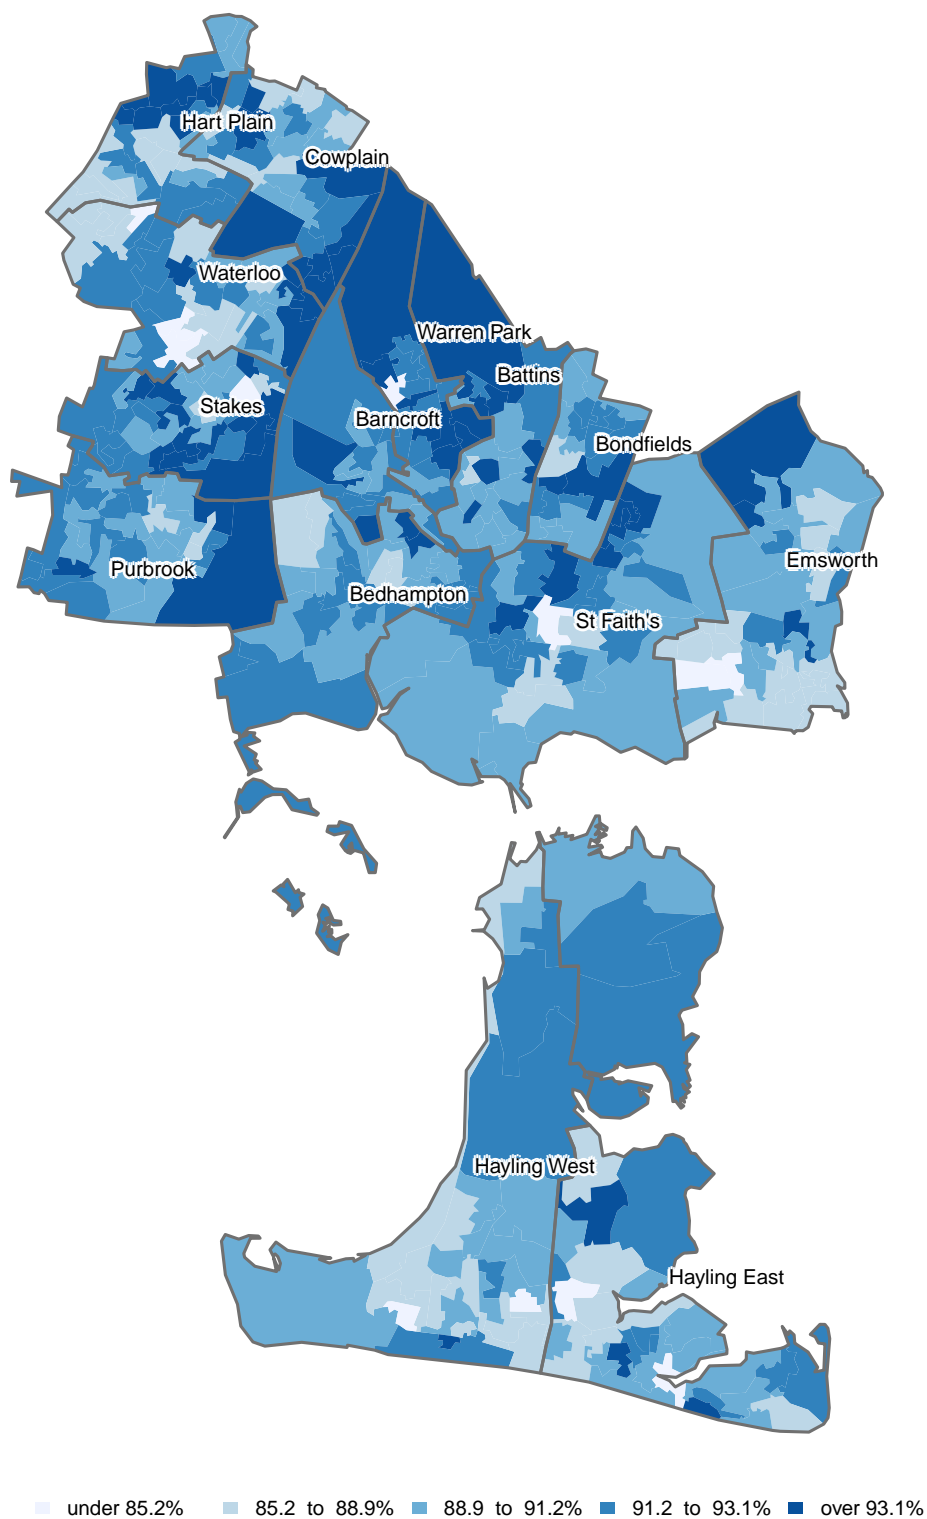 Hart Plain
Cowplain
Waterloo
Warren Park
Battins
Stakes
Barncroft
Bondfields
Emsworth
Purbrook
Bedhampton
St Faith's
Hayling West
Hayling East
under 85.2% 85.2 to 88.9% 88.9 to 91.2% 91.2 to 93.1% over 93.1%